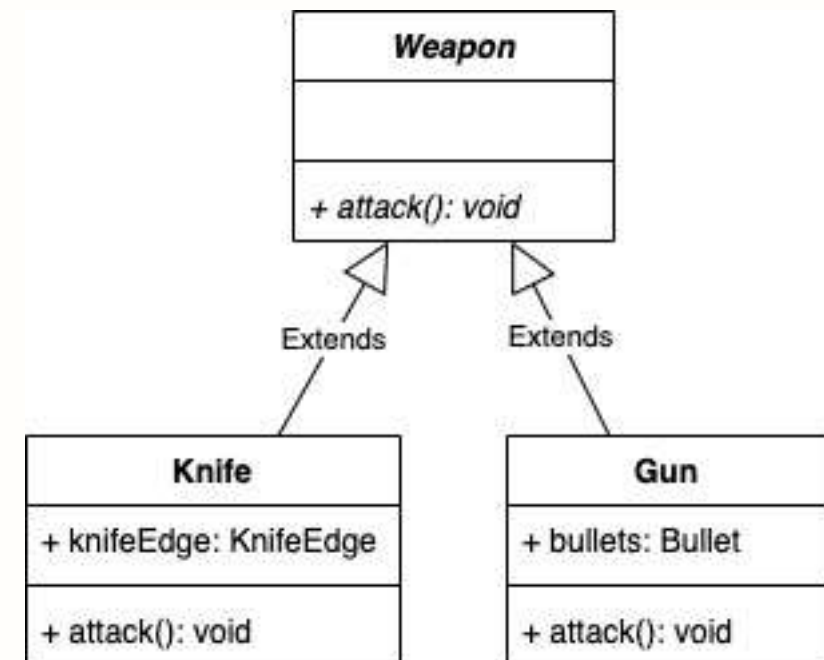 Weapon
+ attack(): void
Extends
Extends
Knife
+ knifeEdge: KnifeEdge
+ attack(): void
Gun
+ bullets: Bullet
+ attack(): void